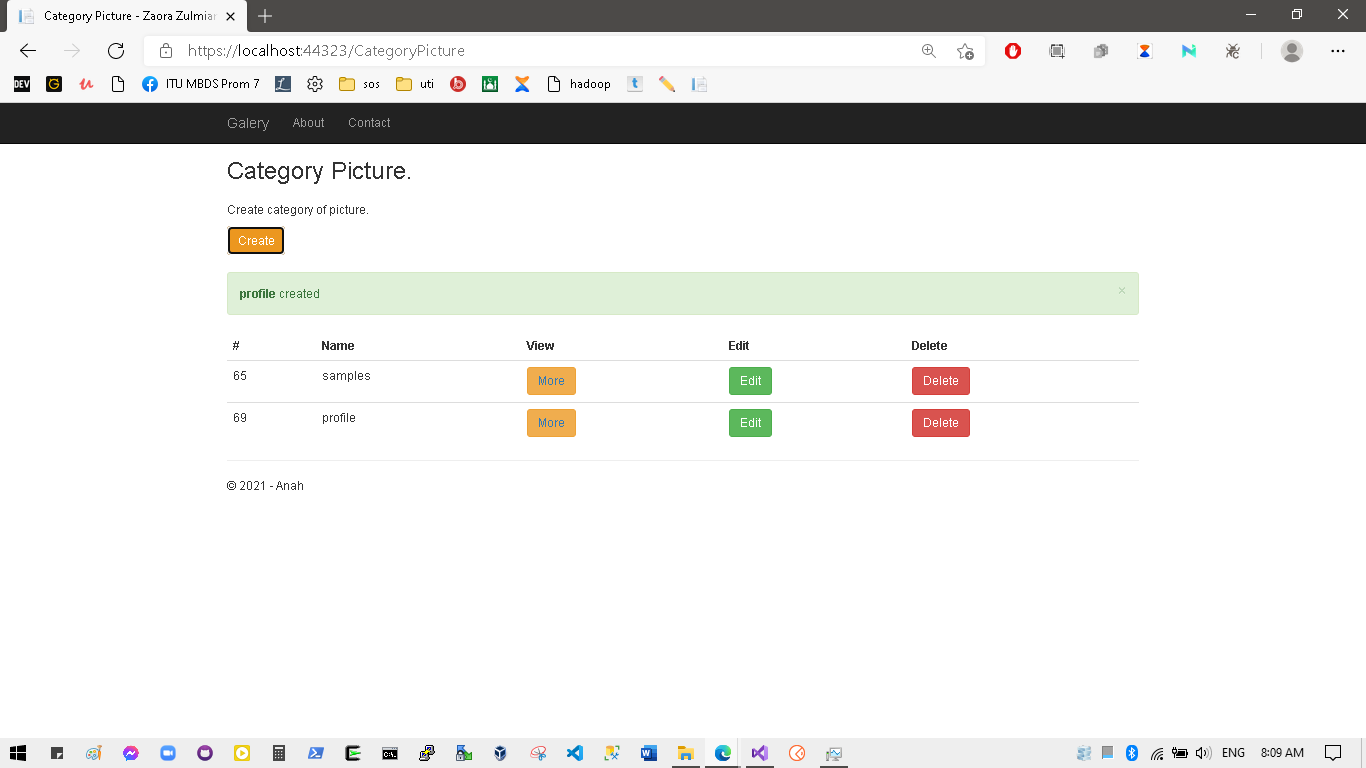 Category Picture - Zaora Zulmiar
https://localhost:44323/CategoryPicture
DEV G ITU MBDS Prom 7 L sos uti b hadoop t
Galery About Contact
Category Picture.
Create category of picture.
Create
profile created ×
# Name View Edit Delete
65 samples More Edit Delete
69 profile More Edit Delete
© 2021 - Anah
C:\_ W ENG 8:09 AM